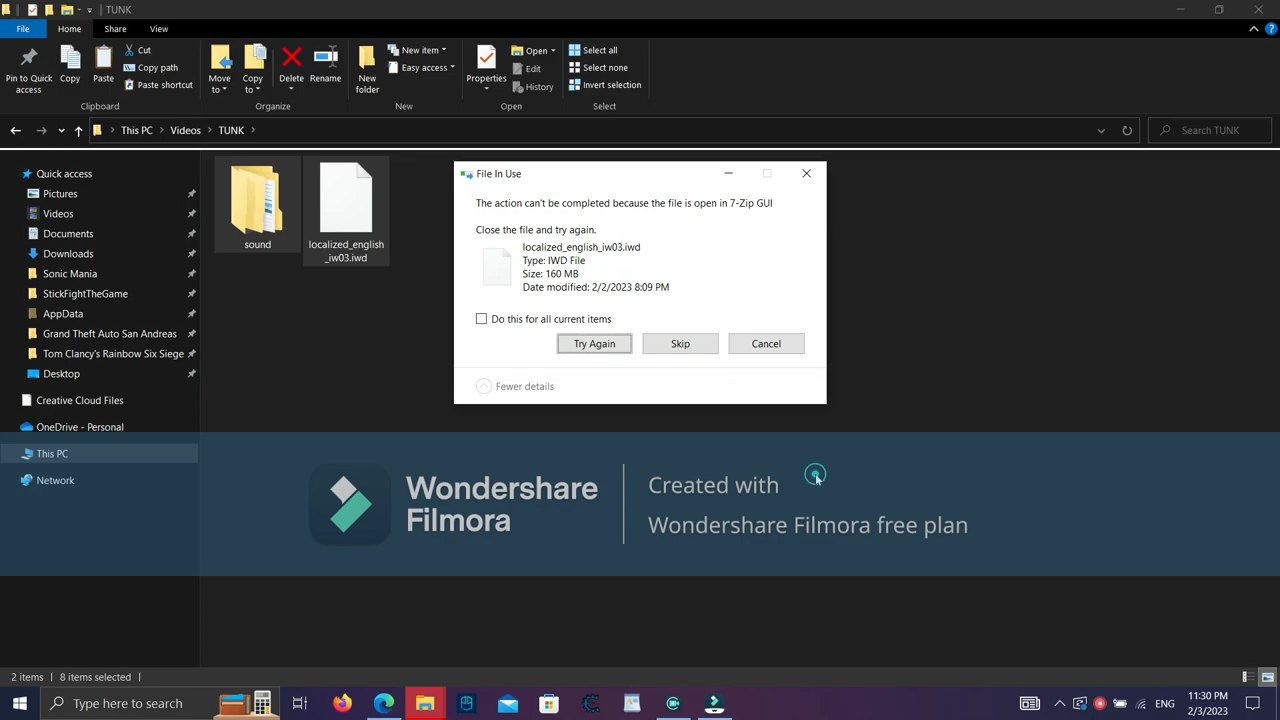 TUNK
File
Home
Share
View
Pin to Quick access
Copy
Paste
Cut
Copy path
Paste shortcut
Clipboard
Move to
Copy to
Delete
Rename
Organize
New folder
New item
Easy access
New
Properties
Open
Edit
History
Open
Select all
Select none
Invert selection
Select
This PC
Videos
TUNK
Search TUNK
Quick access
Pictures
Videos
Documents
Downloads
Sonic Mania
StickFightTheGame
AppData
Grand Theft Auto San Andreas
Tom Clancy's Rainbow Six Siege
Desktop
Creative Cloud Files
OneDrive - Personal
This PC
Network
sound
localized_english
_iw03.iwd
File In Use
The action can't be completed because the file is open in 7-Zip GUI
Close the file and try again.
localized_english_iw03.iwd
Type: IWD File
Size: 160 MB
Date modified: 2/2/2023 8:09 PM
Do this for all current items
Try Again
Skip
Cancel
Fewer details
Wondershare
Filmora
Created with
Wondershare Filmora free plan
2 items
8 items selected
Type here to search
ENG
11:30 PM
2/3/2023